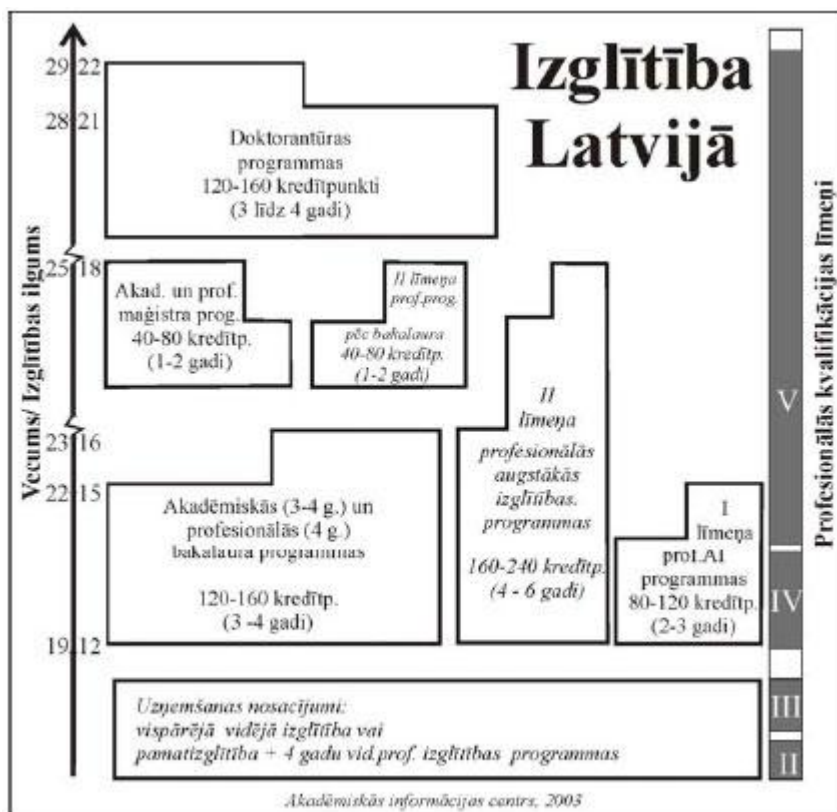 Izglītība
Latvijā
Vecums/ Izglītības ilgums
29 22
28 21
25 18
23 16
22 15
19 12
Doktorantūras
programmas
120-160 kredītpunkti
(3 līdz 4 gadi)
Akad. un prof.
maģistra prog.
40-80 kredītp.
(1-2 gadi)
II līmeņa
prof.prog.
pēc bakalaura
40-80 kredītp.
(1-2 gadi)
Akadēmiskās (3-4 g.) un
profesionālās (4 g.)
bakalaura programmas
120-160 kredītp.
(3 -4 gadi)
II
līmeņa
profesionālās
augstākās
izglītības.
programmas
160-240 kredītp.
(4 - 6 gadi)
I
līmeņa
prof.AI
programmas
80-120 kredītp.
(2-3 gadi)
Uzņemšanas nosacījumi:
vispārējā vidējā izglītība vai
pamatizglītība + 4 gadu vid.prof. izglītības programmas
Profesionālās kvalifikācijas līmeņi
V
IV
III
II
Akadēmiskās informācijas centrs, 2003